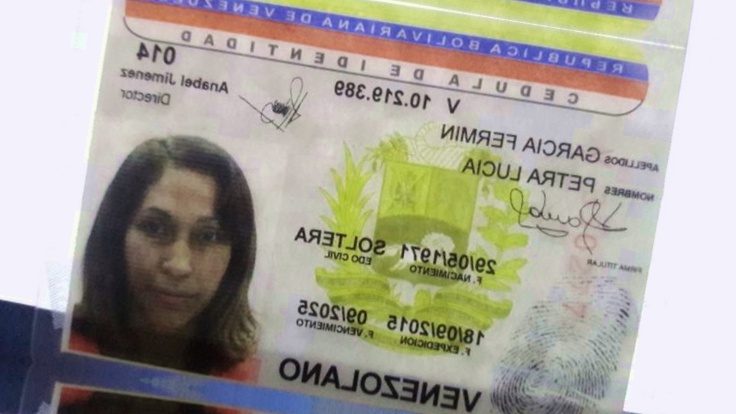 REPUBLICA BOLIVARIANA DE VENEZUELA
CEDULA DE IDENTIDAD
V 10.219.389
014
Anabel Jimenez
Director
APELLIDOS GARCIA FERMIN
NOMBRES PETRA LUCIA
FIRMA TITULAR
29/05/1971 SOLTERA
F. NACIMIENTO EDO CIVIL
18/09/2015 09/2025
F. EXPEDICION F. VENCIMIENTO
VENEZOLANO